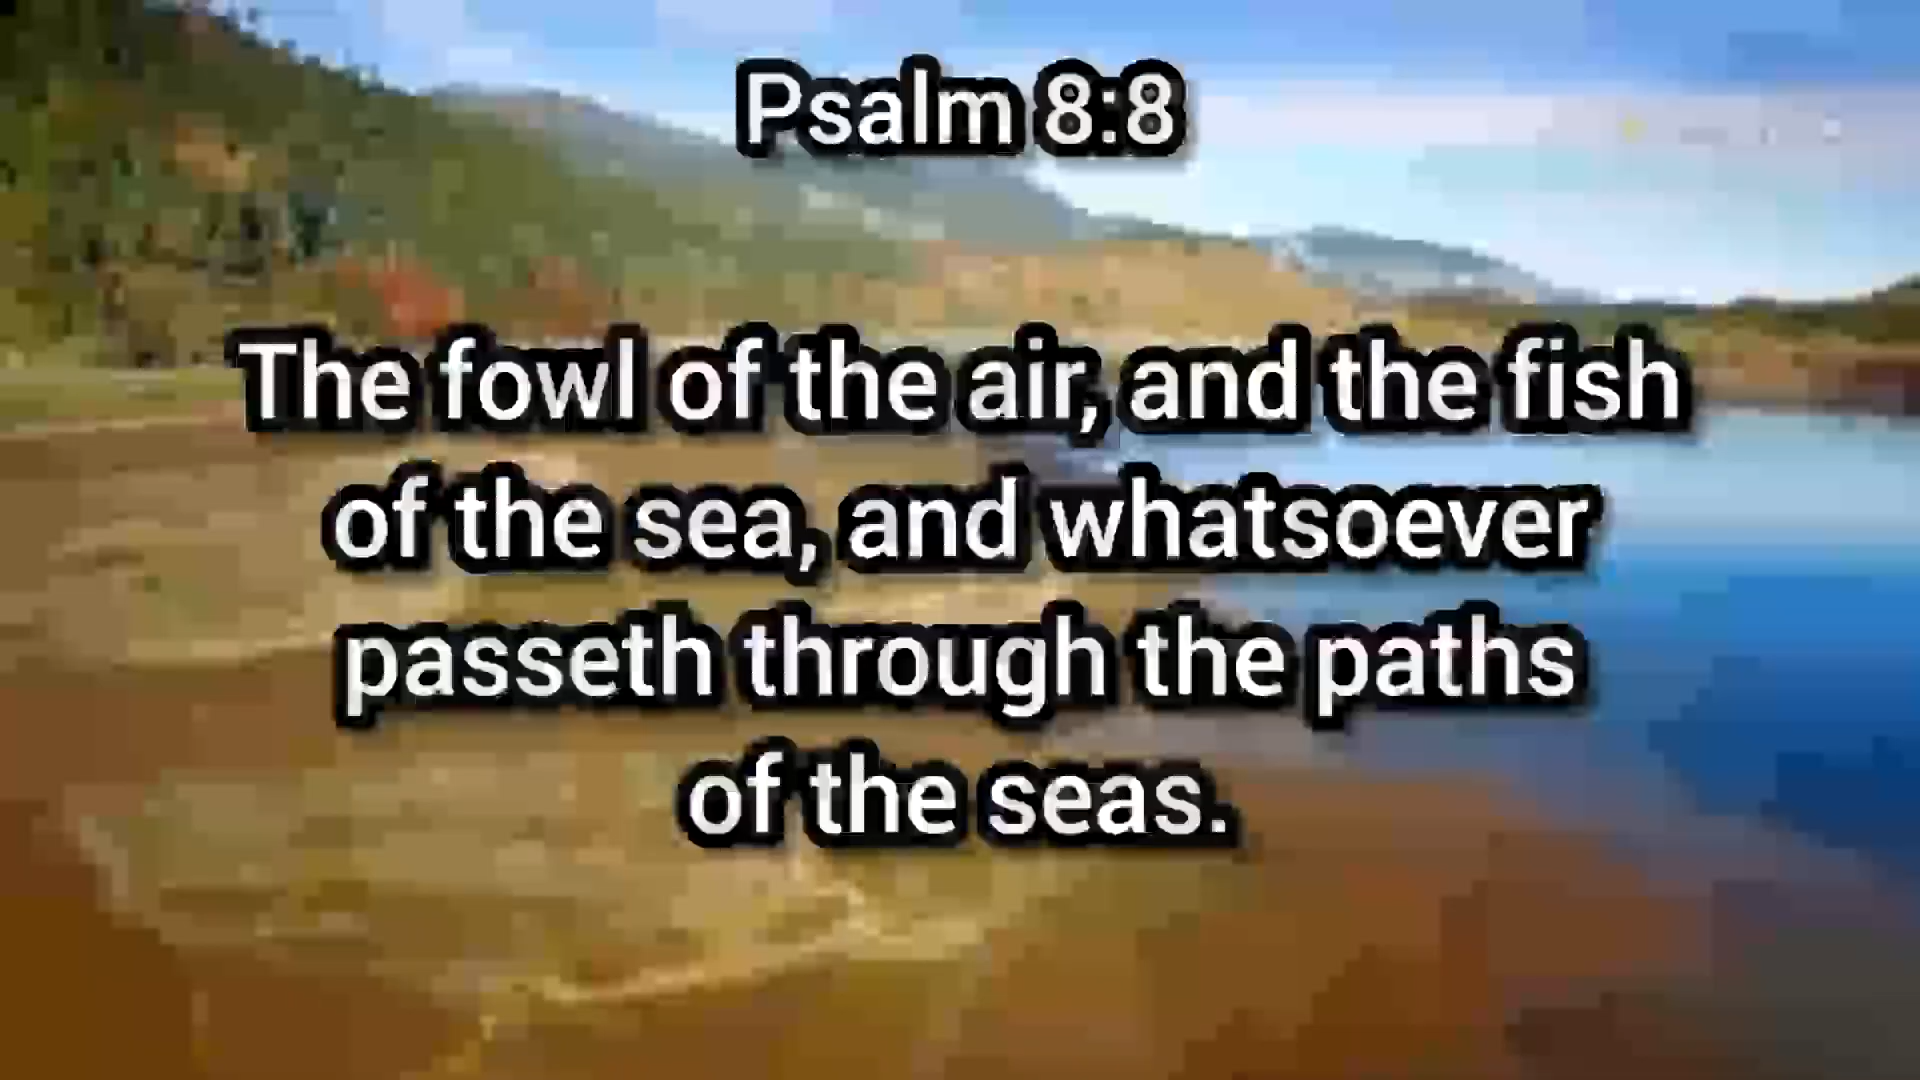 Psalm 8:8
The fowl of the air, and the fish
of the sea, and whatsoever
passeth through the paths
of the seas.